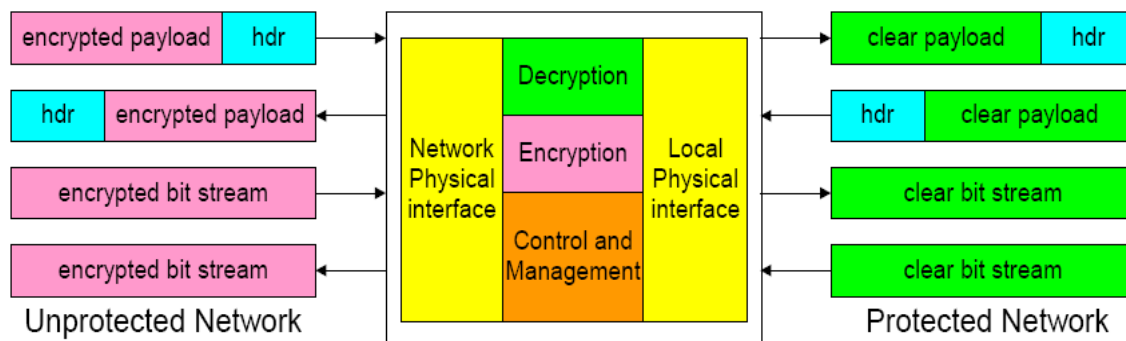 encrypted payload hdr
hdr encrypted payload
encrypted bit stream
encrypted bit stream
Unprotected Network
Network
Physical
interface
Decryption
Encryption
Control and
Management
Local
Physical
interface
clear payload hdr
hdr clear payload
clear bit stream
clear bit stream
Protected Network